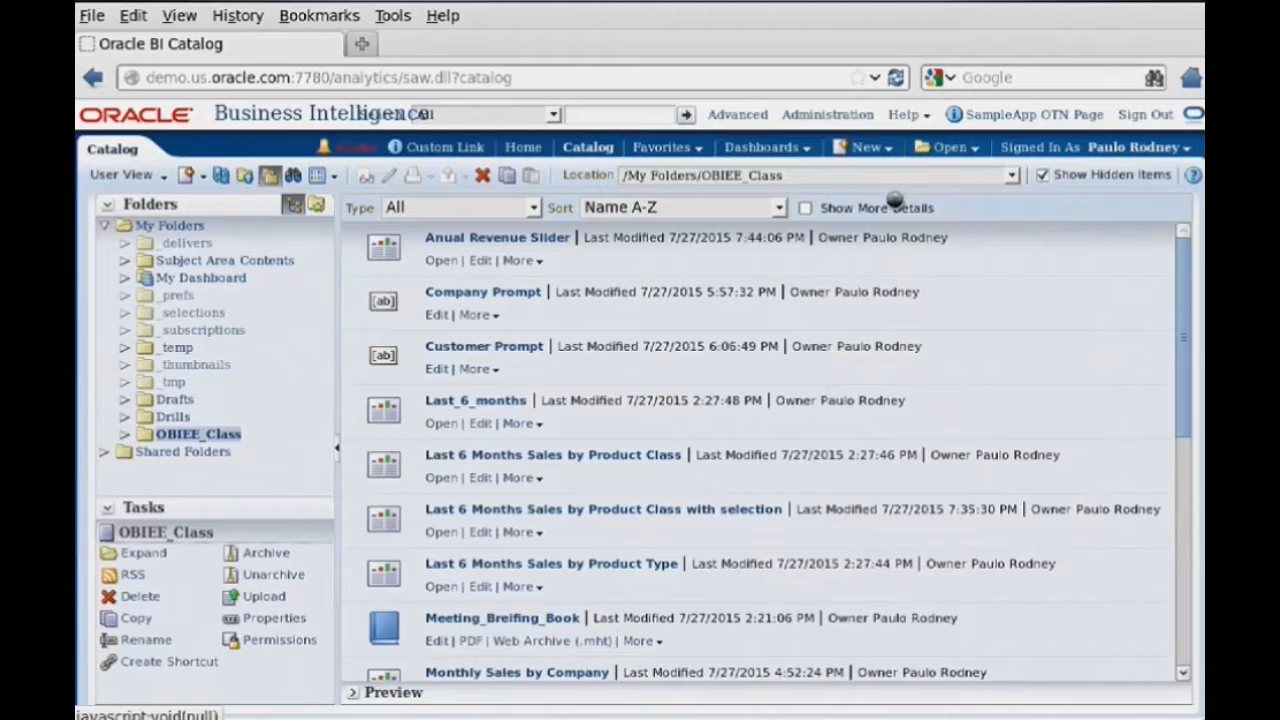 File Edit View History Bookmarks Tools Help
Oracle BI Catalog
demo.us.oracle.com:7780/analytics/saw.dll?catalog
Google
ORACLE Business Intelligence All Advanced Administration Help SampleApp OTN Page Sign Out
Catalog Custom Link Home Catalog Favorites Dashboards New Open Signed In As Paulo Rodney
User View Location /My Folders/OBIEE_Class Show Hidden Items
Folders
Type All Sort Name A-Z Show More Details
My Folders
_delivers
Subject Area Contents
My Dashboard
_prefs
_selections
_subscriptions
_temp
_thumbnails
_tmp
Drafts
Drills
OBIEE_Class
Shared Folders
Tasks
OBIEE_Class
Expand Archive
RSS Unarchive
Delete Upload
Copy Properties
Rename Permissions
Create Shortcut
Anual Revenue Slider | Last Modified 7/27/2015 7:44:06 PM | Owner Paulo Rodney
Open | Edit | More
[ab] Company Prompt | Last Modified 7/27/2015 5:57:32 PM | Owner Paulo Rodney
Edit | More
[ab] Customer Prompt | Last Modified 7/27/2015 6:06:49 PM | Owner Paulo Rodney
Edit | More
Last_6_months | Last Modified 7/27/2015 2:27:48 PM | Owner Paulo Rodney
Open | Edit | More
Last 6 Months Sales by Product Class | Last Modified 7/27/2015 2:27:46 PM | Owner Paulo Rodney
Open | Edit | More
Last 6 Months Sales by Product Class with selection | Last Modified 7/27/2015 7:35:30 PM | Owner Paulo Rodney
Open | Edit | More
Last 6 Months Sales by Product Type | Last Modified 7/27/2015 2:27:44 PM | Owner Paulo Rodney
Open | Edit | More
Meeting_Breifing_Book | Last Modified 7/27/2015 2:21:06 PM | Owner Paulo Rodney
Edit | PDF | Web Archive (.mht) | More
Monthly Sales by Company | Last Modified 7/27/2015 4:52:24 PM | Owner Paulo Rodney
Preview
javascript:void(null)